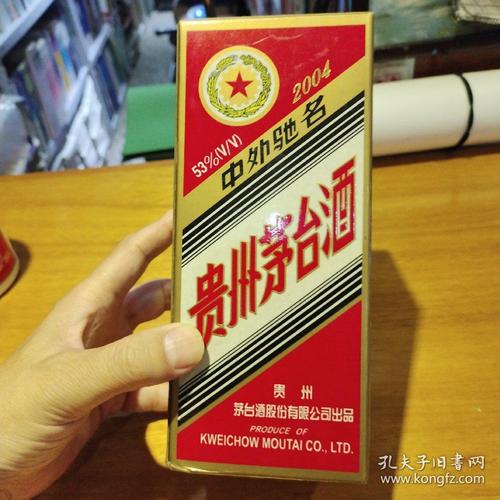 2004
53%(V/V)
中外驰名
贵州茅台酒
贵 州
茅台酒股份有限公司出品
PRODUCE OF
KWEICHOW MOUTAI CO., LTD.
孔夫子旧书网
www.kongfz.com